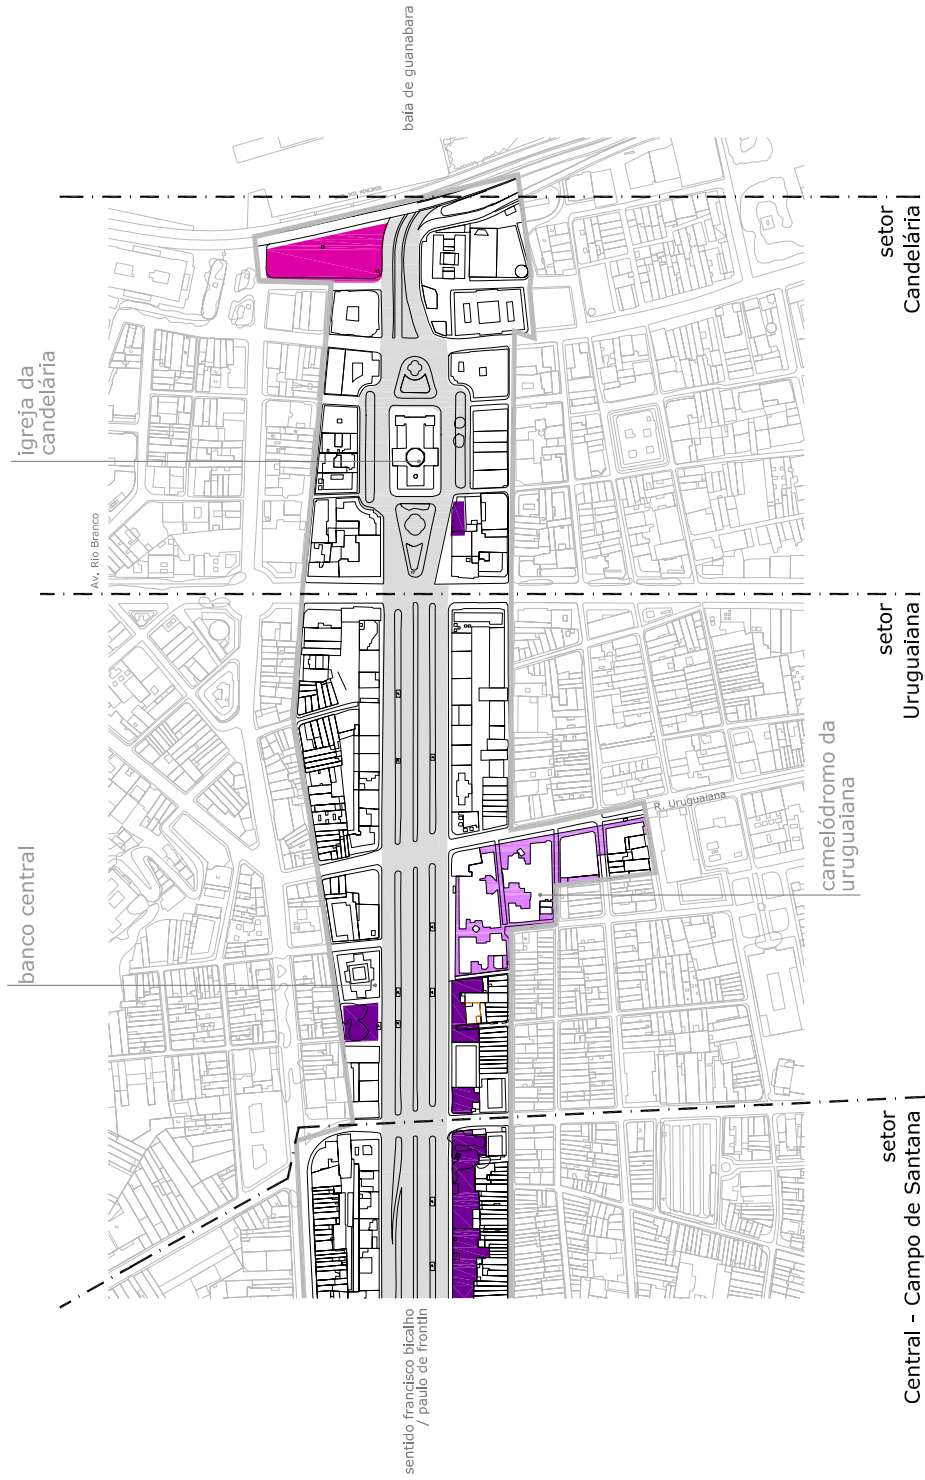 baía de guanabara
setor
Candelária
igreja da
candelária
Av. Rio Branco
setor
Uruguaiana
R. Uruguaiana
camelódromo da
uruguaiana
banco central
setor
Central - Campo de Santana
sentido francisco bicalho
/ paulo de frontin